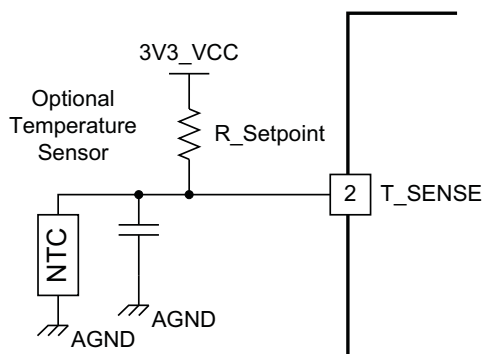 3V3_VCC
Optional
Temperature
Sensor
R_Setpoint
2
T_SENSE
NTC
AGND
AGND